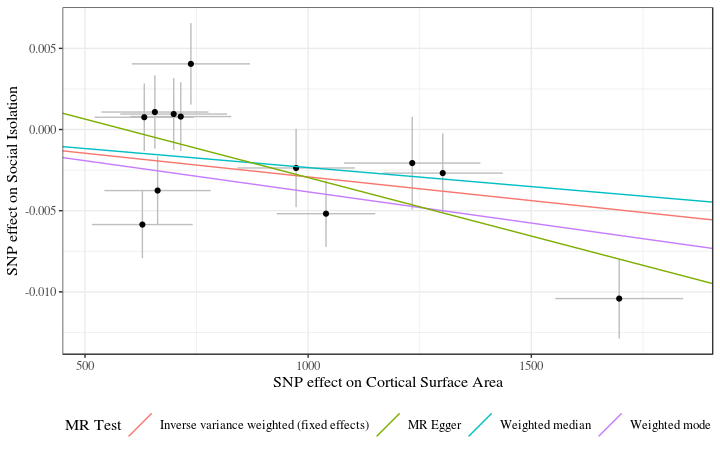 SNP effect on Social Isolation
0.005
0.000
-0.005
-0.010
500
1000
1500
SNP effect on Cortical Surface Area
MR Test
Inverse variance weighted (fixed effects)
MR Egger
Weighted median
Weighted mode